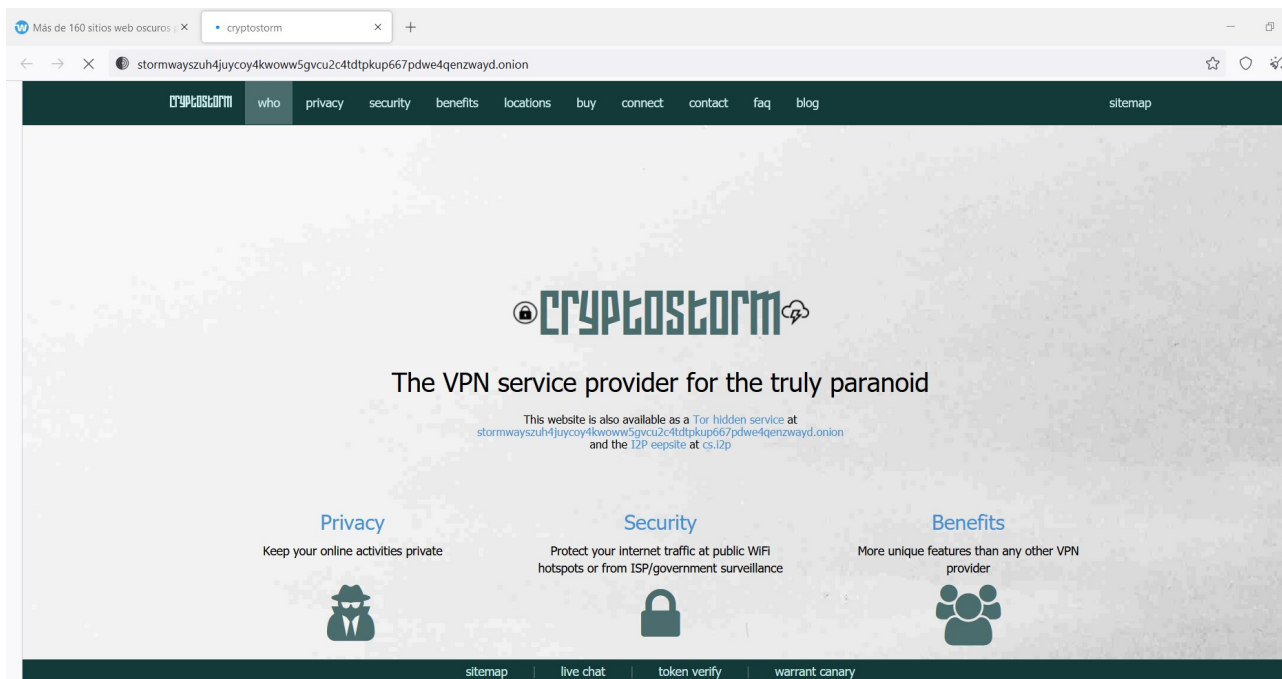 Más de 160 sitios web oscuros
cryptostorm
stormwayszuh4juycoy4kwoww5gvcu2c4tdtpkup667pdwe4qenzwayd.onion
cryptostorm who privacy security benefits locations buy connect contact faq blog sitemap
cryptostorm
The VPN service provider for the truly paranoid
This website is also available as a Tor hidden service at
stormwayszuh4juycoy4kwoww5gvcu2c4tdtpkup667pdwe4qenzwayd.onion
and the I2P eepsite at cs.i2p
Privacy
Keep your online activities private
Security
Protect your internet traffic at public WiFi
hotspots or from ISP/government surveillance
Benefits
More unique features than any other VPN
provider
sitemap | live chat | token verify | warrant canary